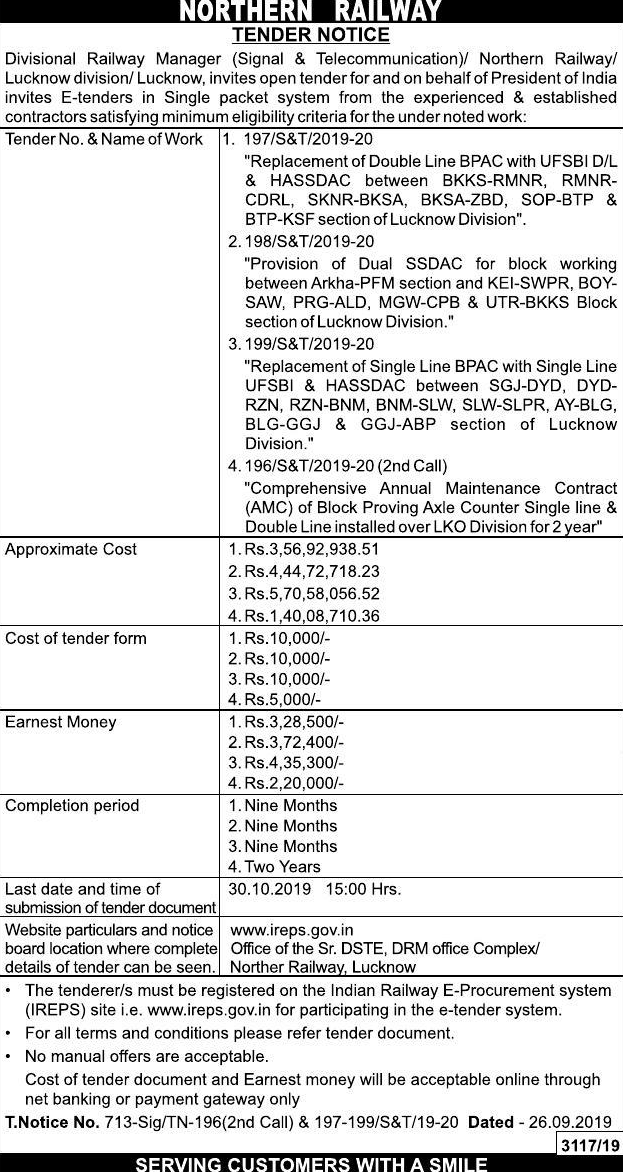 NORTHERN RAILWAY
TENDER NOTICE
Divisional Railway Manager (Signal & Telecommunication)/ Northern Railway/
Lucknow division/ Lucknow, invites open tender for and on behalf of President of India
invites E-tenders in Single packet system from the experienced & established
contractors satisfying minimum eligibility criteria for the under noted work:
Tender No. & Name of Work
1. 197/S&T/2019-20
"Replacement of Double Line BPAC with UFSBI D/L
& HASSDAC between BKKS-RMNR, RMNR-
CDRL, SKNR-BKSA, BKSA-ZBD, SOP-BTP &
BTP-KSF section of Lucknow Division".
2. 198/S&T/2019-20
"Provision of Dual SSDAC for block working
between Arkha-PFM section and KEI-SWPR, BOY-
SAW, PRG-ALD, MGW-CPB & UTR-BKKS Block
section of Lucknow Division."
3. 199/S&T/2019-20
"Replacement of Single Line BPAC with Single Line
UFSBI & HASSDAC between SGJ-DYD, DYD-
RZN, RZN-BNM, BNM-SLW, SLW-SLPR, AY-BLG,
BLG-GGJ & GGJ-ABP section of Lucknow
Division."
4. 196/S&T/2019-20 (2nd Call)
"Comprehensive Annual Maintenance Contract
(AMC) of Block Proving Axle Counter Single line &
Double Line installed over LKO Division for 2 year"
Approximate Cost
1. Rs.3,56,92,938.51
2. Rs.4,44,72,718.23
3. Rs.5,70,58,056.52
4. Rs.1,40,08,710.36
Cost of tender form
1. Rs.10,000/-
2. Rs.10,000/-
3. Rs.10,000/-
4. Rs.5,000/-
Earnest Money
1. Rs.3,28,500/-
2. Rs.3,72,400/-
3. Rs.4,35,300/-
4. Rs.2,20,000/-
Completion period
1. Nine Months
2. Nine Months
3. Nine Months
4. Two Years
Last date and time of
submission of tender document
30.10.2019 15:00 Hrs.
Website particulars and notice
board location where complete
details of tender can be seen.
www.ireps.gov.in
Office of the Sr. DSTE, DRM office Complex/
Norther Railway, Lucknow
• The tenderer/s must be registered on the Indian Railway E-Procurement system
(IREPS) site i.e. www.ireps.gov.in for participating in the e-tender system.
• For all terms and conditions please refer tender document.
• No manual offers are acceptable.
Cost of tender document and Earnest money will be acceptable online through
net banking or payment gateway only
T.Notice No. 713-Sig/TN-196(2nd Call) & 197-199/S&T/19-20 Dated - 26.09.2019
3117/19
SERVING CUSTOMERS WITH A SMILE